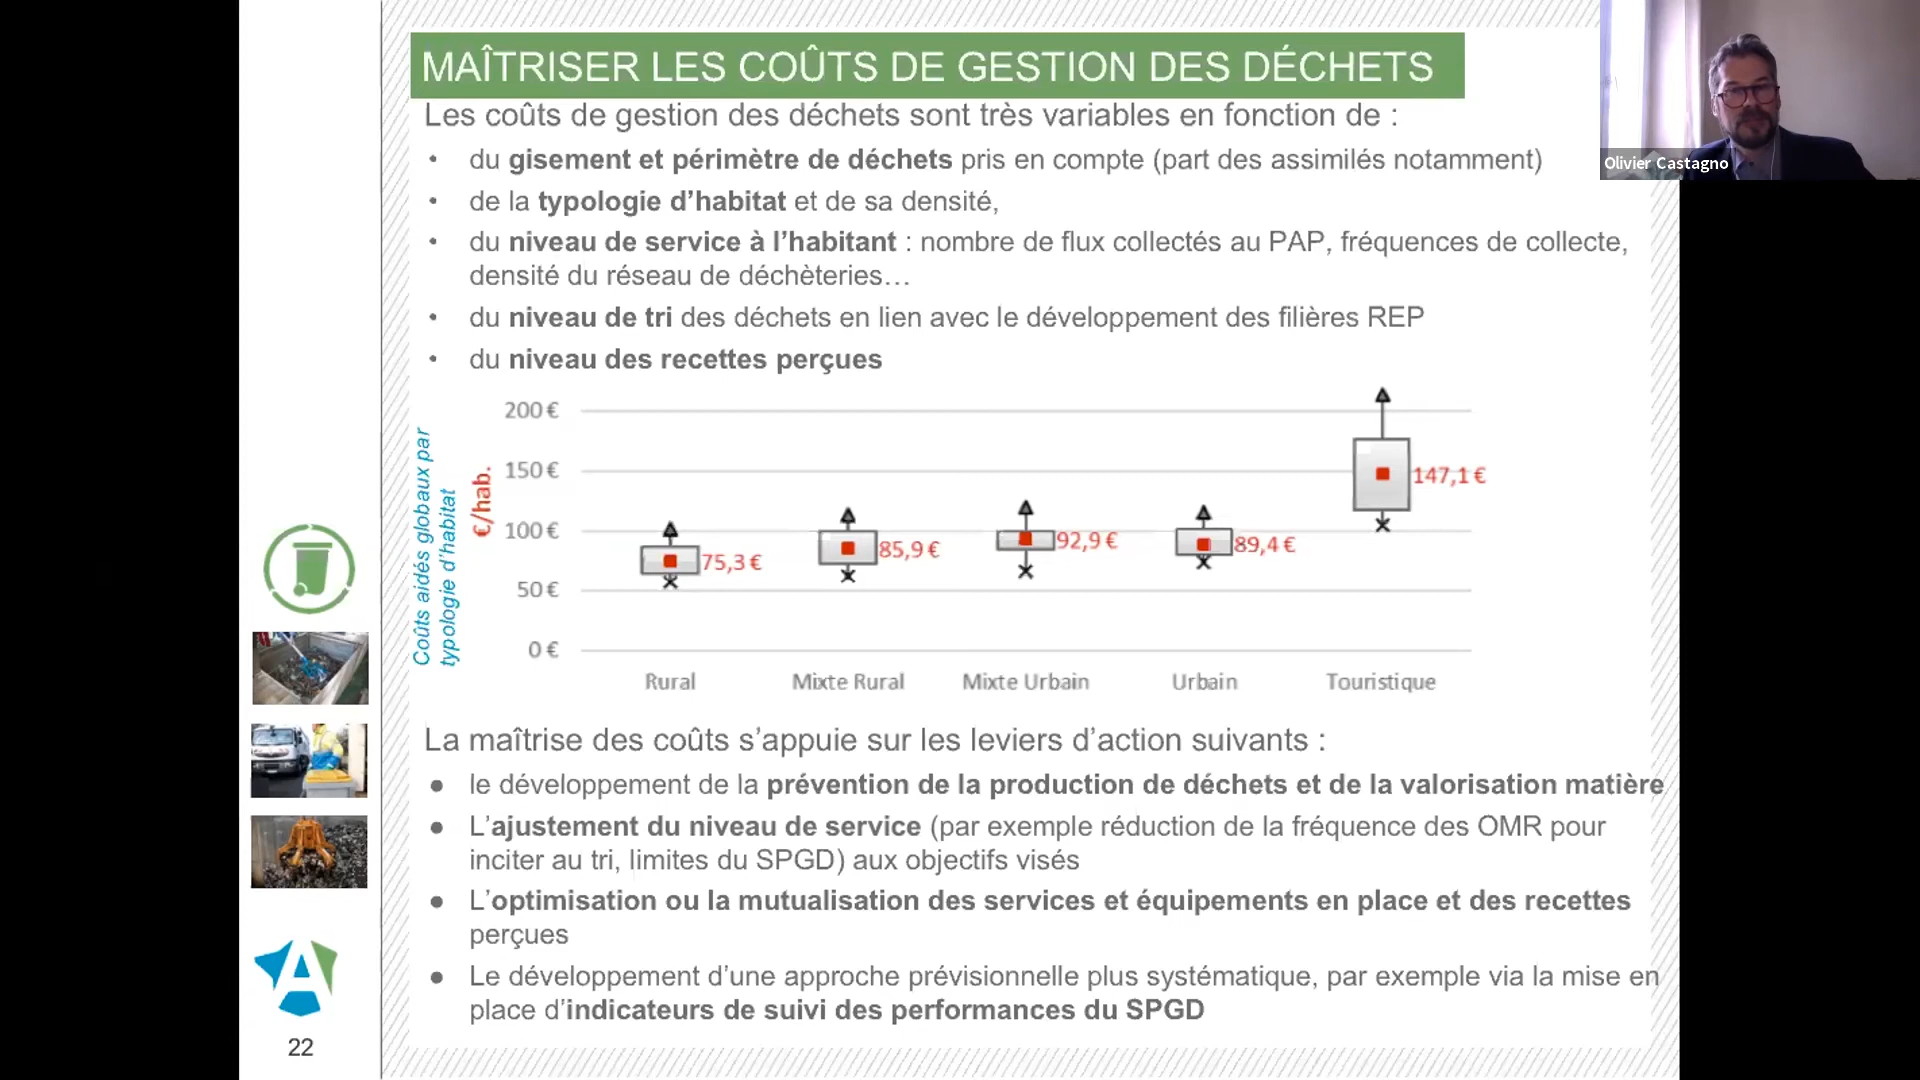 MAÎTRISER LES COÛTS DE GESTION DES DÉCHETS
Olivier Castagno
Les coûts de gestion des déchets sont très variables en fonction de :
• du gisement et périmètre de déchets pris en compte (part des assimilés notamment)
• de la typologie d’habitat et de sa densité,
• du niveau de service à l’habitant : nombre de flux collectés au PAP, fréquences de collecte,
densité du réseau de déchèteries…
• du niveau de tri des déchets en lien avec le développement des filières REP
• du niveau des recettes perçues
Coûts aidés globaux par
typologie d’habitat
€/hab.
200 €
150 €
100 €
50 €
0 €
75,3 €
85,9 €
92,9 €
89,4 €
147,1 €
Rural
Mixte Rural
Mixte Urbain
Urbain
Touristique
La maîtrise des coûts s’appuie sur les leviers d’action suivants :
● le développement de la prévention de la production de déchets et de la valorisation matière
● L’ajustement du niveau de service (par exemple réduction de la fréquence des OMR pour
inciter au tri, limites du SPGD) aux objectifs visés
● L’optimisation ou la mutualisation des services et équipements en place et des recettes
perçues
● Le développement d’une approche prévisionnelle plus systématique, par exemple via la mise en
place d’indicateurs de suivi des performances du SPGD
22